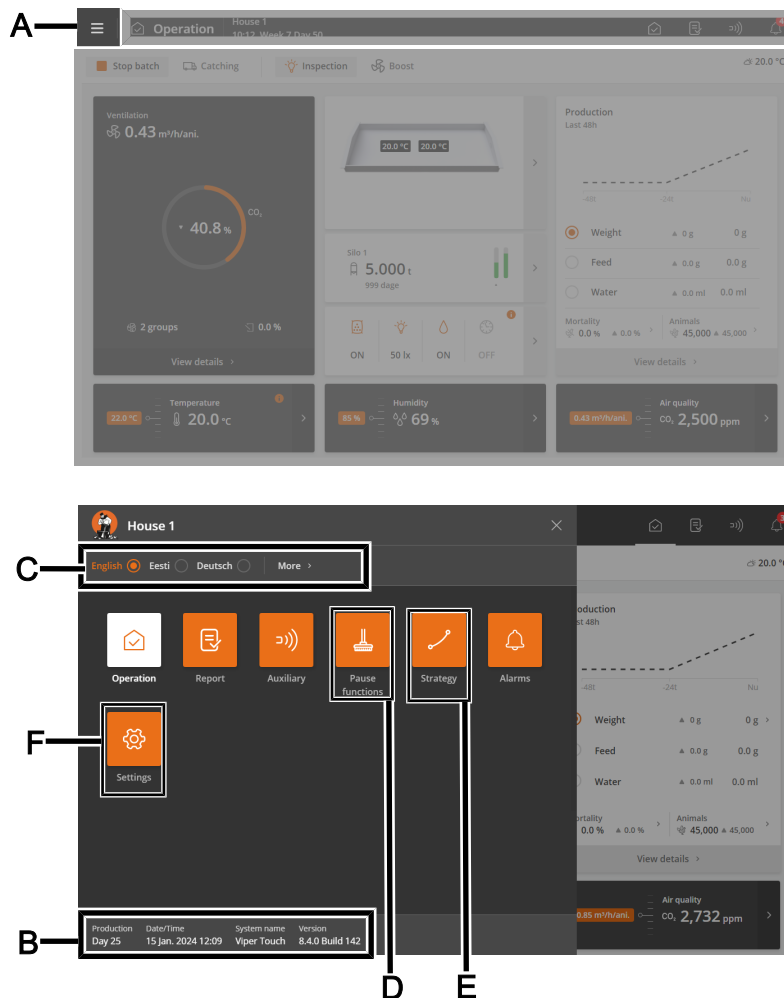 A
Operation
House 1
10:12, Week 7 Day 50
4
Stop batch
Catching
Inspection
Boost
20.0 °C
Ventilation
0.43 m³/h/ani.
CO₂
40.8 %
2 groups
0.0 %
View details
20.0 °C 20.0 °C
Silo 1
5.000 t
999 dage
ON
50 lx
ON
OFF
Production
Last 48h
-48t
-24t
Nu
Weight
0 g
0 g
Feed
0.0 g
0.0 g
Water
0.0 ml
0.0 ml
Mortality
0.0 %
0.0 %
Animals
45,000
45,000
View details
Temperature
22.0 °C
20.0 °C
Humidity
85 %
69 %
Air quality
0.43 m³/h/ani.
CO₂ 2,500 ppm
House 1
3
C
English
Eesti
Deutsch
More
20.0 °C
Operation
Report
Auxiliary
Pause
functions
Strategy
Alarms
F
Settings
oduction
st 48h
-48t
-24t
Nu
Weight
0 g
0 g
Feed
0.0 g
0.0 g
Water
0.0 ml
0.0 ml
ortality
0.0 %
0.0 %
Animals
45,000
45,000
View details
Air quality
0.85 m³/h/ani.
CO₂ 2,732 ppm
B
Production
Day 25
Date/Time
15 Jan. 2024 12:09
System name
Viper Touch
Version
8.4.0 Build 142
D
E